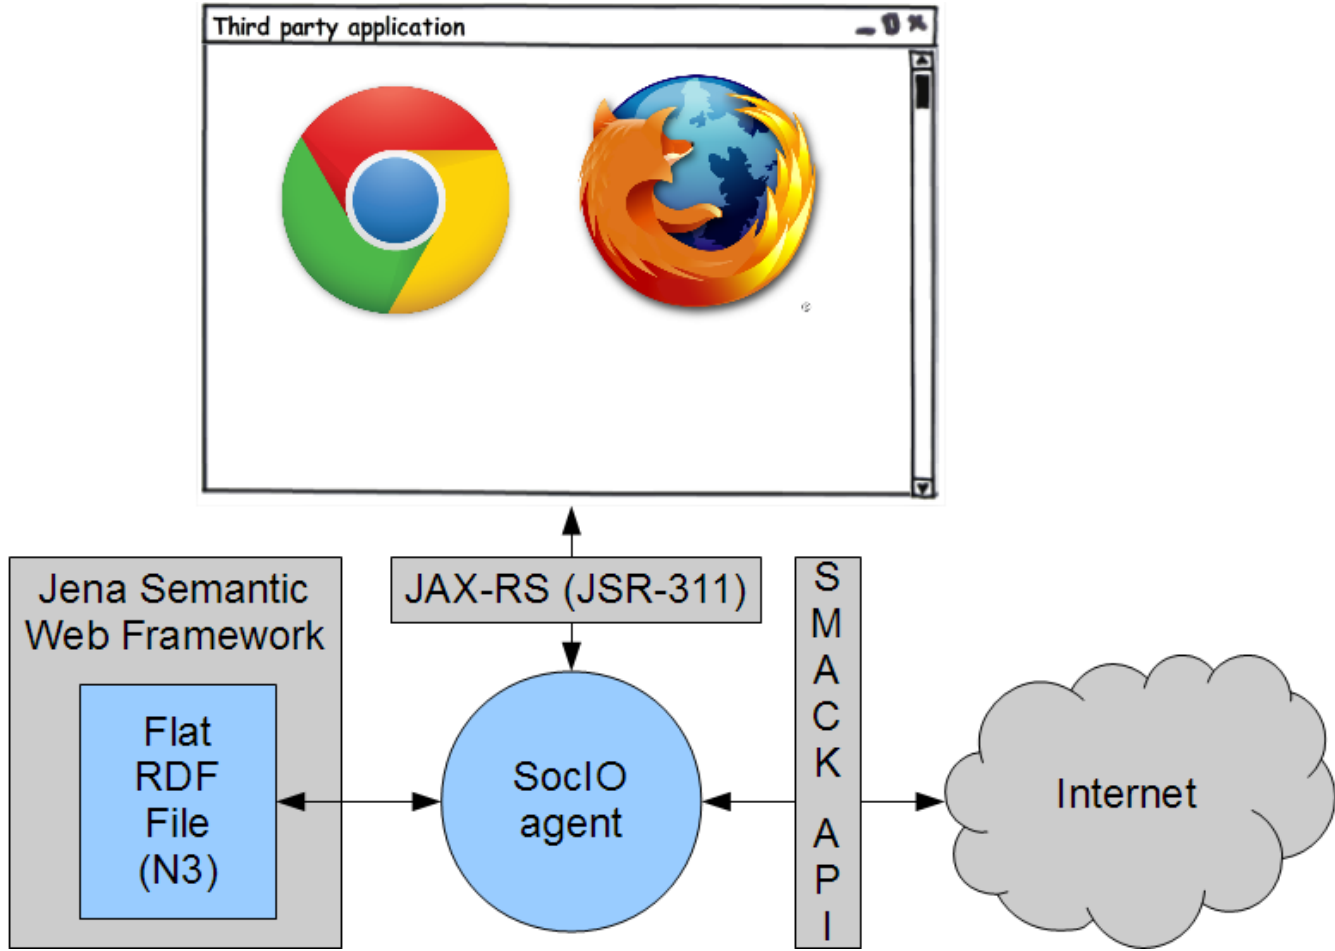 Third party application
Jena Semantic
Web Framework
Flat
RDF
File
(N3)
JAX-RS (JSR-311)
SocIO
agent
S
M
A
C
K
A
P
I
Internet